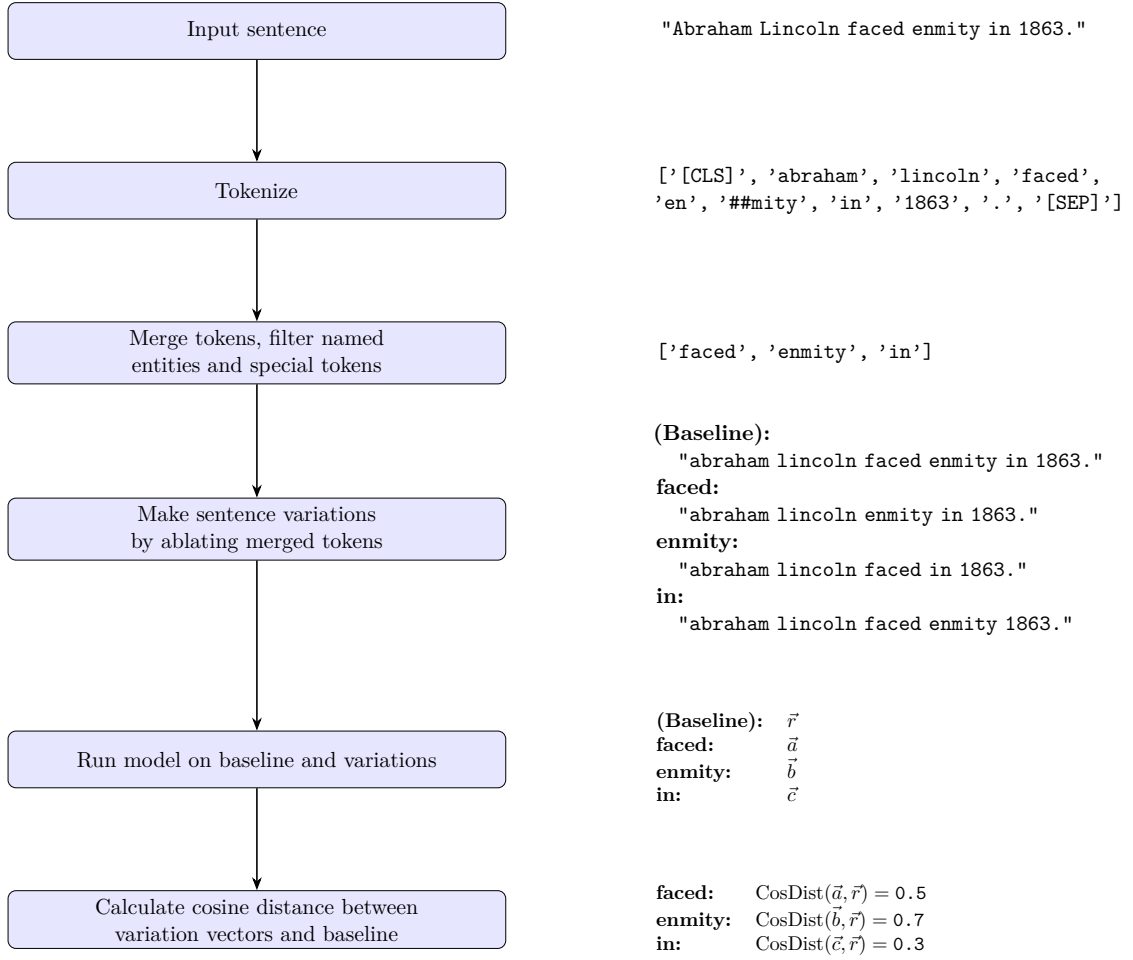 Input sentence
"Abraham Lincoln faced enmity in 1863."
Tokenize
['[CLS]', 'abraham', 'lincoln', 'faced',
'en', '##mity', 'in', '1863', '.', '[SEP]']
Merge tokens, filter named
entities and special tokens
['faced', 'enmity', 'in']
Make sentence variations
by ablating merged tokens
(Baseline):
"abraham lincoln faced enmity in 1863."
faced:
"abraham lincoln enmity in 1863."
enmity:
"abraham lincoln faced in 1863."
in:
"abraham lincoln faced enmity 1863."
Run model on baseline and variations
(Baseline): r⃗
faced: a⃗
enmity: b⃗
in: c⃗
Calculate cosine distance between
variation vectors and baseline
faced: CosDist(a⃗, r⃗) = 0.5
enmity: CosDist(b⃗, r⃗) = 0.7
in: CosDist(c⃗, r⃗) = 0.3